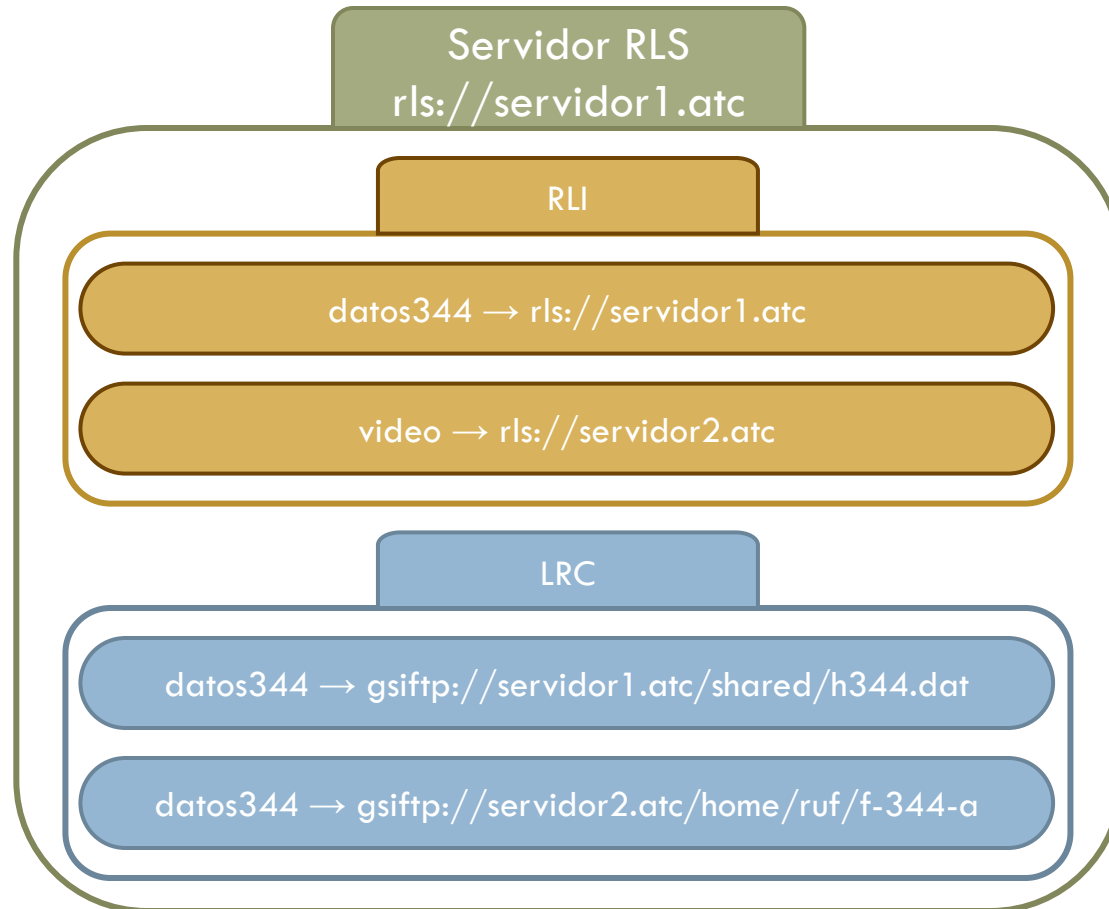 Servidor RLS
rls://servidor1.atc
RLI
datos344 → rls://servidor1.atc
video → rls://servidor2.atc
LRC
datos344 → gsiftp://servidor1.atc/shared/h344.dat
datos344 → gsiftp://servidor2.atc/home/ruf/f-344-a